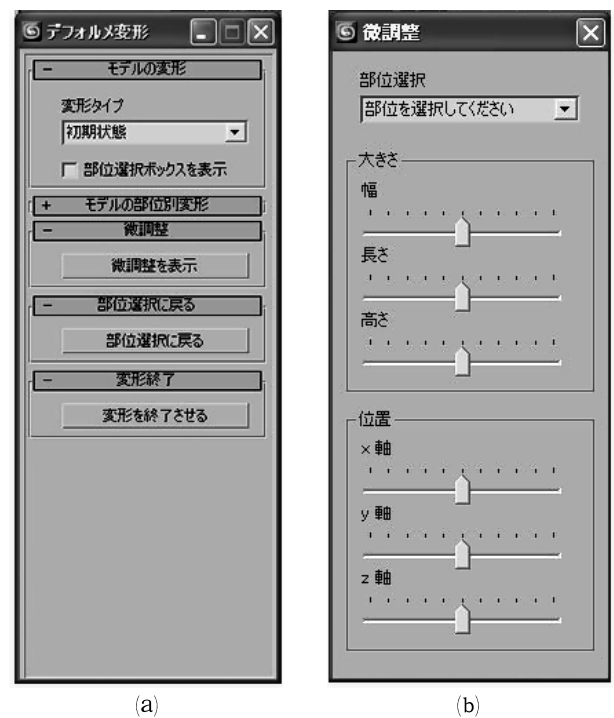 デフォルメ変形
- モデルの変形
変形タイプ
初期状態
部位選択ボックスを表示
+ モデルの部位別変形
- 微調整
微調整を表示
- 部位選択に戻る
部位選択に戻る
- 変形終了
変形を終了させる
(a)
微調整
部位選択
部位を選択してください
大きさ
幅
長さ
高さ
位置
x 軸
y 軸
z 軸
(b)